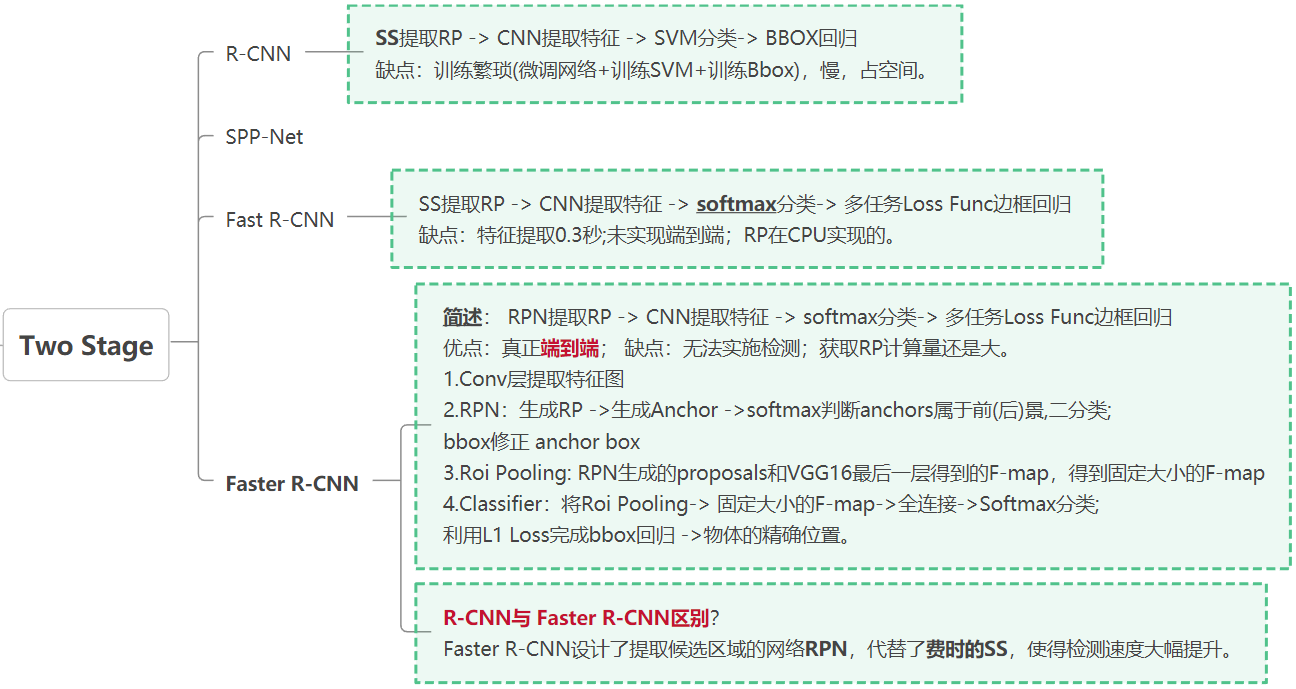 R-CNN
SS提取RP -> CNN提取特征 -> SVM分类-> BBOX回归
缺点：训练繁琐(微调网络+训练SVM+训练Bbox)，慢，占空间。
SPP-Net
Fast R-CNN
SS提取RP -> CNN提取特征 -> softmax分类-> 多任务Loss Func边框回归
缺点：特征提取0.3秒;未实现端到端；RP在CPU实现的。
Two Stage
Faster R-CNN
简述： RPN提取RP -> CNN提取特征 -> softmax分类-> 多任务Loss Func边框回归
优点：真正端到端； 缺点：无法实施检测；获取RP计算量还是大。
1.Conv层提取特征图
2.RPN：生成RP ->生成Anchor ->softmax判断anchors属于前(后)景,二分类;
bbox修正 anchor box
3.Roi Pooling: RPN生成的proposals和VGG16最后一层得到的F-map，得到固定大小的F-map
4.Classifier：将Roi Pooling-> 固定大小的F-map->全连接->Softmax分类;
利用L1 Loss完成bbox回归 ->物体的精确位置。
R-CNN与 Faster R-CNN区别?
Faster R-CNN设计了提取候选区域的网络RPN，代替了费时的SS，使得检测速度大幅提升。